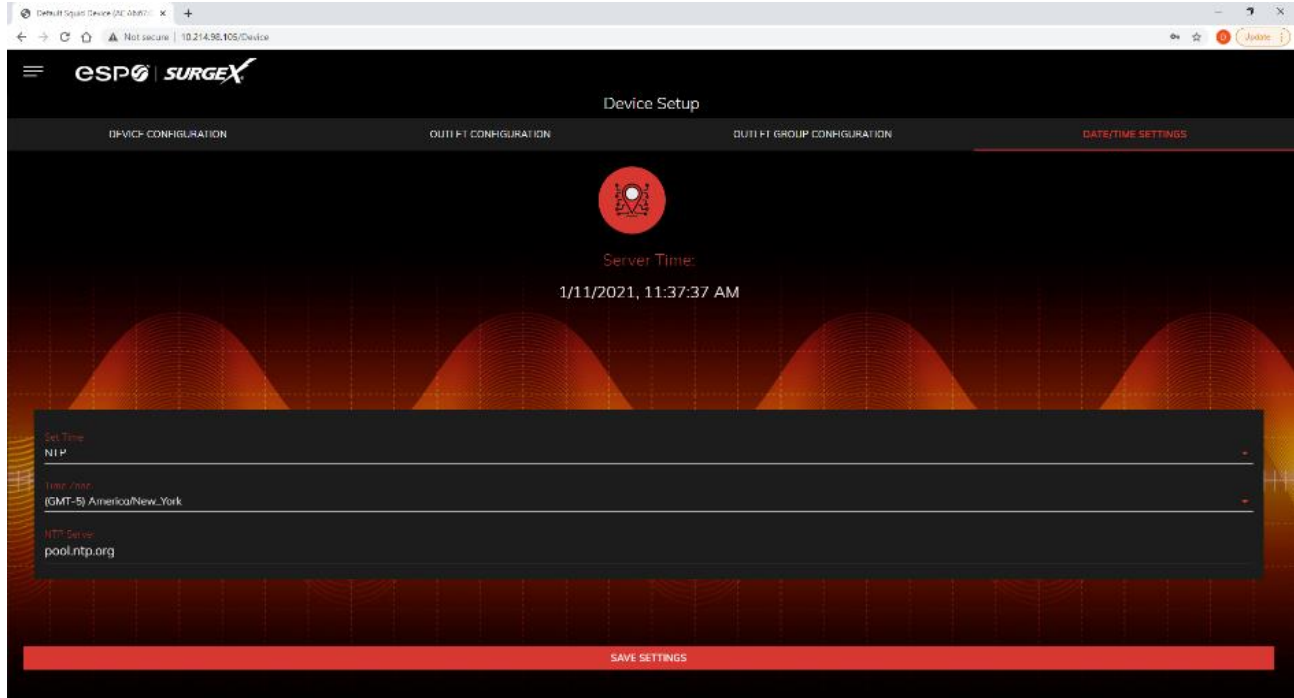 Default Squid Device
Not secure | 10.214.98.105/Device
Update
esp | SURGEX
Device Setup
DEVICE CONFIGURATION
OUTLET CONFIGURATION
OUTLET GROUP CONFIGURATION
DATE/TIME SETTINGS
Server Time:
1/11/2021, 11:37:37 AM
Set Time
NTP
Time Zone
(GMT-5) America/New_York
NTP Server
pool.ntp.org
SAVE SETTINGS